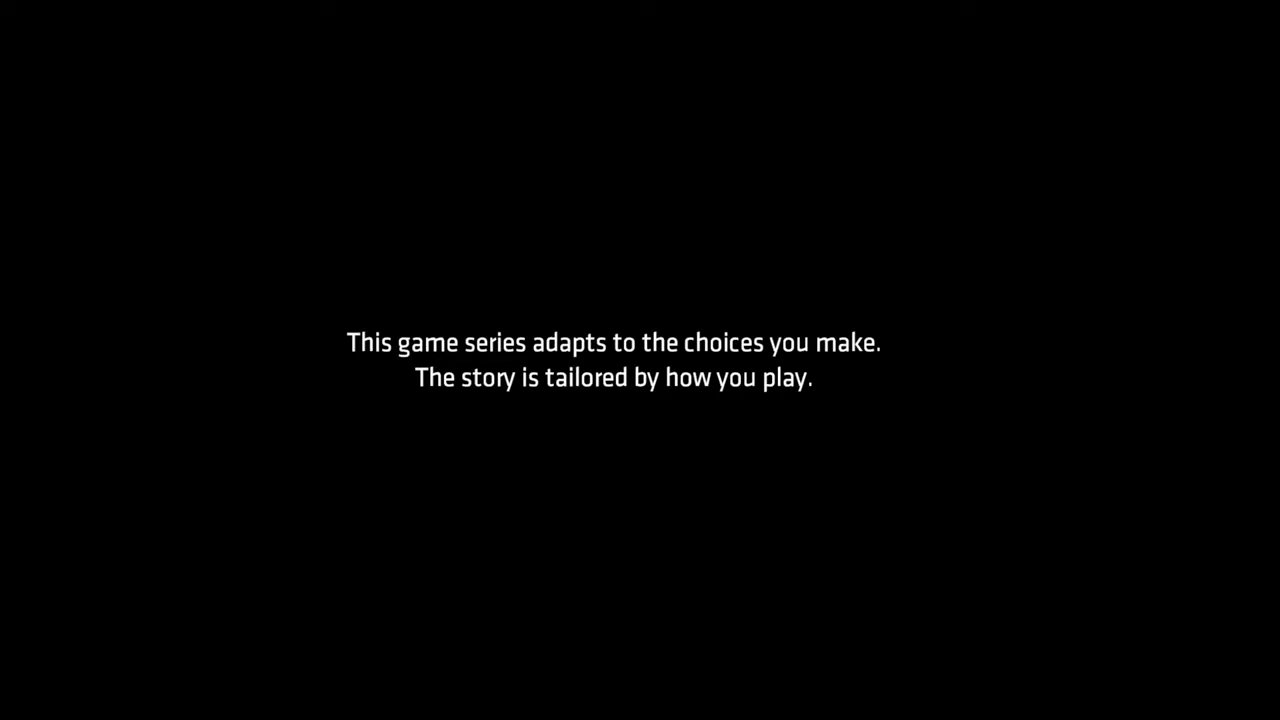 This game series adapts to the choices you make.
The story is tailored by how you play.